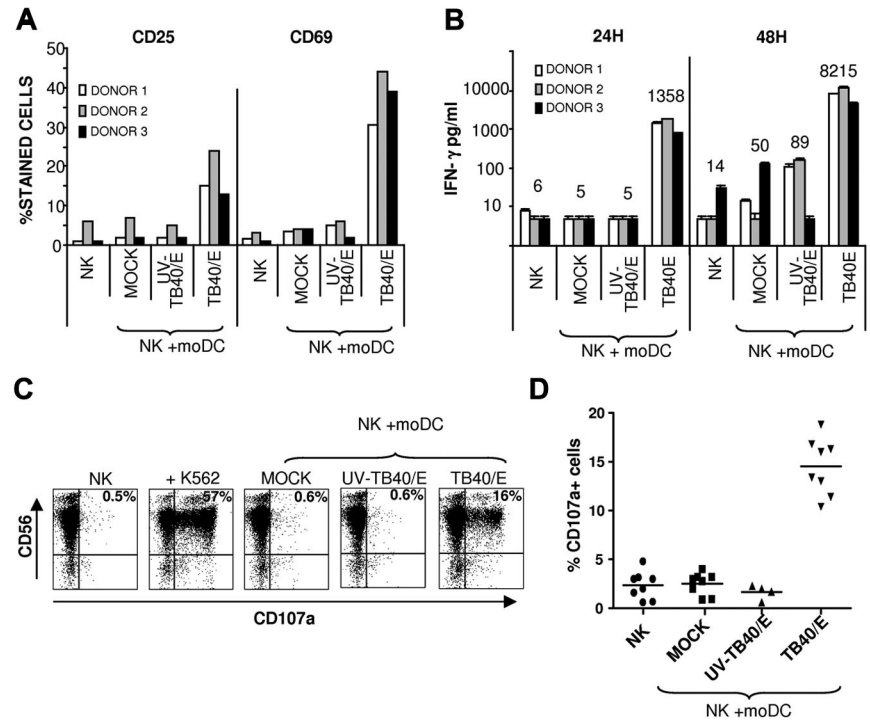 A
CD25 CD69
50
40
30
20
10
0
%STAINED CELLS
DONOR 1
DONOR 2
DONOR 3
NK
MOCK
UV-
TB40/E
TB40/E
NK
MOCK
UV-
TB40/E
TB40/E
NK +moDC NK +moDC
B
24H 48H
10000
1000
100
10
IFN- γ pg/ml
DONOR 1
DONOR 2
DONOR 3
6 5 5 1358 14 50 89 8215
NK
MOCK
UV-
TB40/E
TB40E
NK
MOCK
UV-
TB40/E
TB40E
NK + moDC NK +moDC
C
NK +moDC
NK + K562 MOCK UV-TB40/E TB40/E
0.5% 57% 0.6% 0.6% 16%
CD56
CD107a
D
20
15
10
5
0
% CD107a+ cells
NK
MOCK
UV-TB40/E
TB40/E
NK +moDC